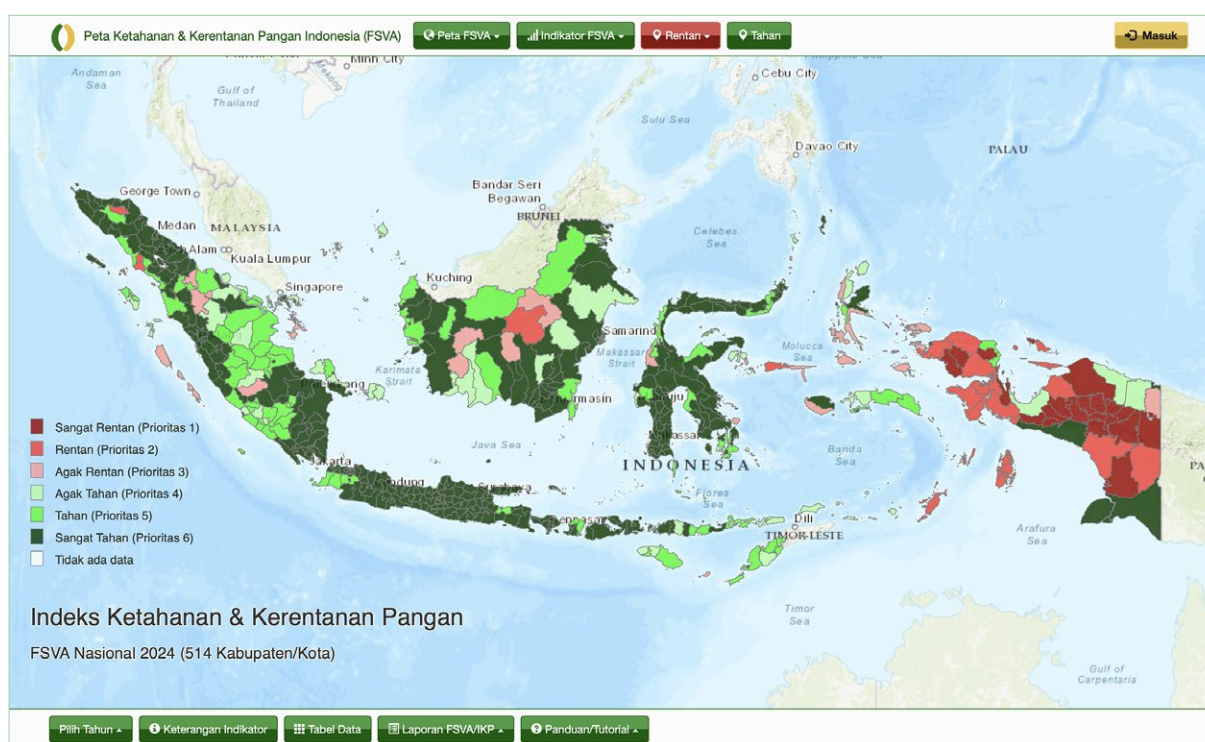 Peta Ketahanan & Kerentanan Pangan Indonesia (FSVA)
Peta FSVA
Indikator FSVA
Rentan
Tahan
Masuk
Minh City
Andaman
Sea
Gulf of
Thailand
Mekong
Cebu City
Sulu Sea
Davao City
PALAU
George Town
Bandar Seri
Begawan
BRUNEI
Medan
MALAYSIA
Alam
Kuala Lumpur
Celebes
Sea
Kuching
Singapore
Samarind
Molucca
Sea
Makassar
Strait
Karimata
Strait
Java Sea
Banda
Sea
INDONESIA
Flores
Sea
Jakarta
Dili
TIMOR-LESTE
Arafura
Sea
Sangat Rentan (Prioritas 1)
Rentan (Prioritas 2)
Agak Rentan (Prioritas 3)
Agak Tahan (Prioritas 4)
Tahan (Prioritas 5)
Sangat Tahan (Prioritas 6)
Tidak ada data
Timor
Sea
Gulf of
Carpentaria
Indeks Ketahanan & Kerentanan Pangan
FSVA Nasional 2024 (514 Kabupaten/Kota)
Pilih Tahun
Keterangan Indikator
Tabel Data
Laporan FSVA/IKP
Panduan/Tutorial